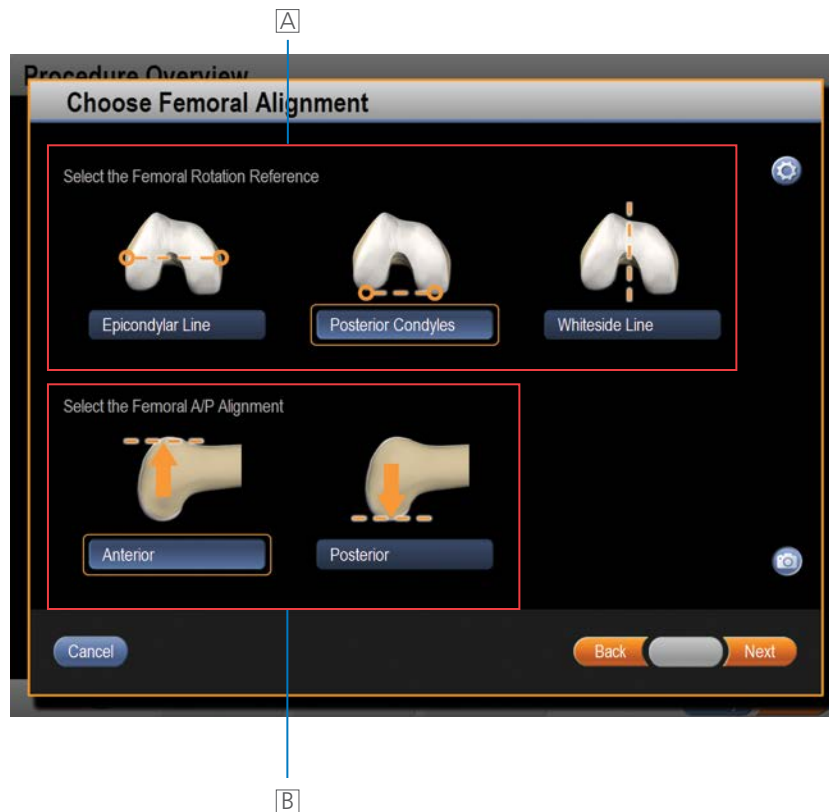 A
Procedure Overview
Choose Femoral Alignment
Select the Femoral Rotation Reference
Epicondylar Line
Posterior Condyles
Whiteside Line
Select the Femoral A/P Alignment
Anterior
Posterior
Cancel
Back
Next
B